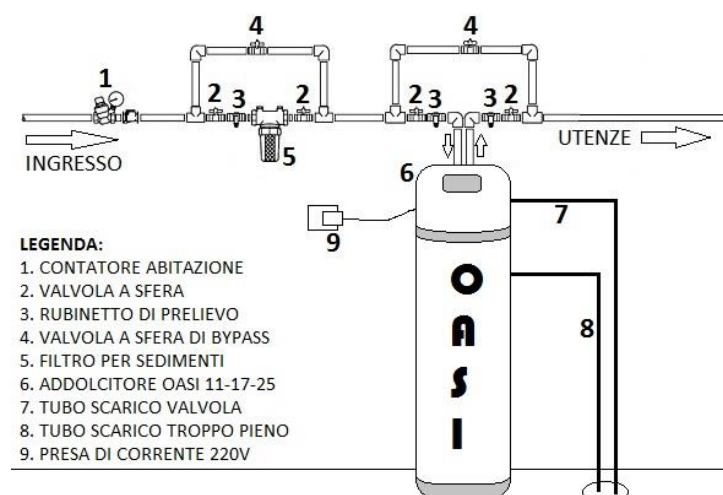 4
4
1
2
3
2
2
3
3
2
INGRESSO
5
UTENZE
6
7
9
LEGENDA:
1. CONTATORE ABITAZIONE
2. VALVOLA A SFERA
3. RUBINETTO DI PRELIEVO
4. VALVOLA A SFERA DI BYPASS
5. FILTRO PER SEDIMENTI
6. ADDOLCITORE OASI 11-17-25
7. TUBO SCARICO VALVOLA
8. TUBO SCARICO TROPPO PIENO
9. PRESA DI CORRENTE 220V
O
A
S
I
8